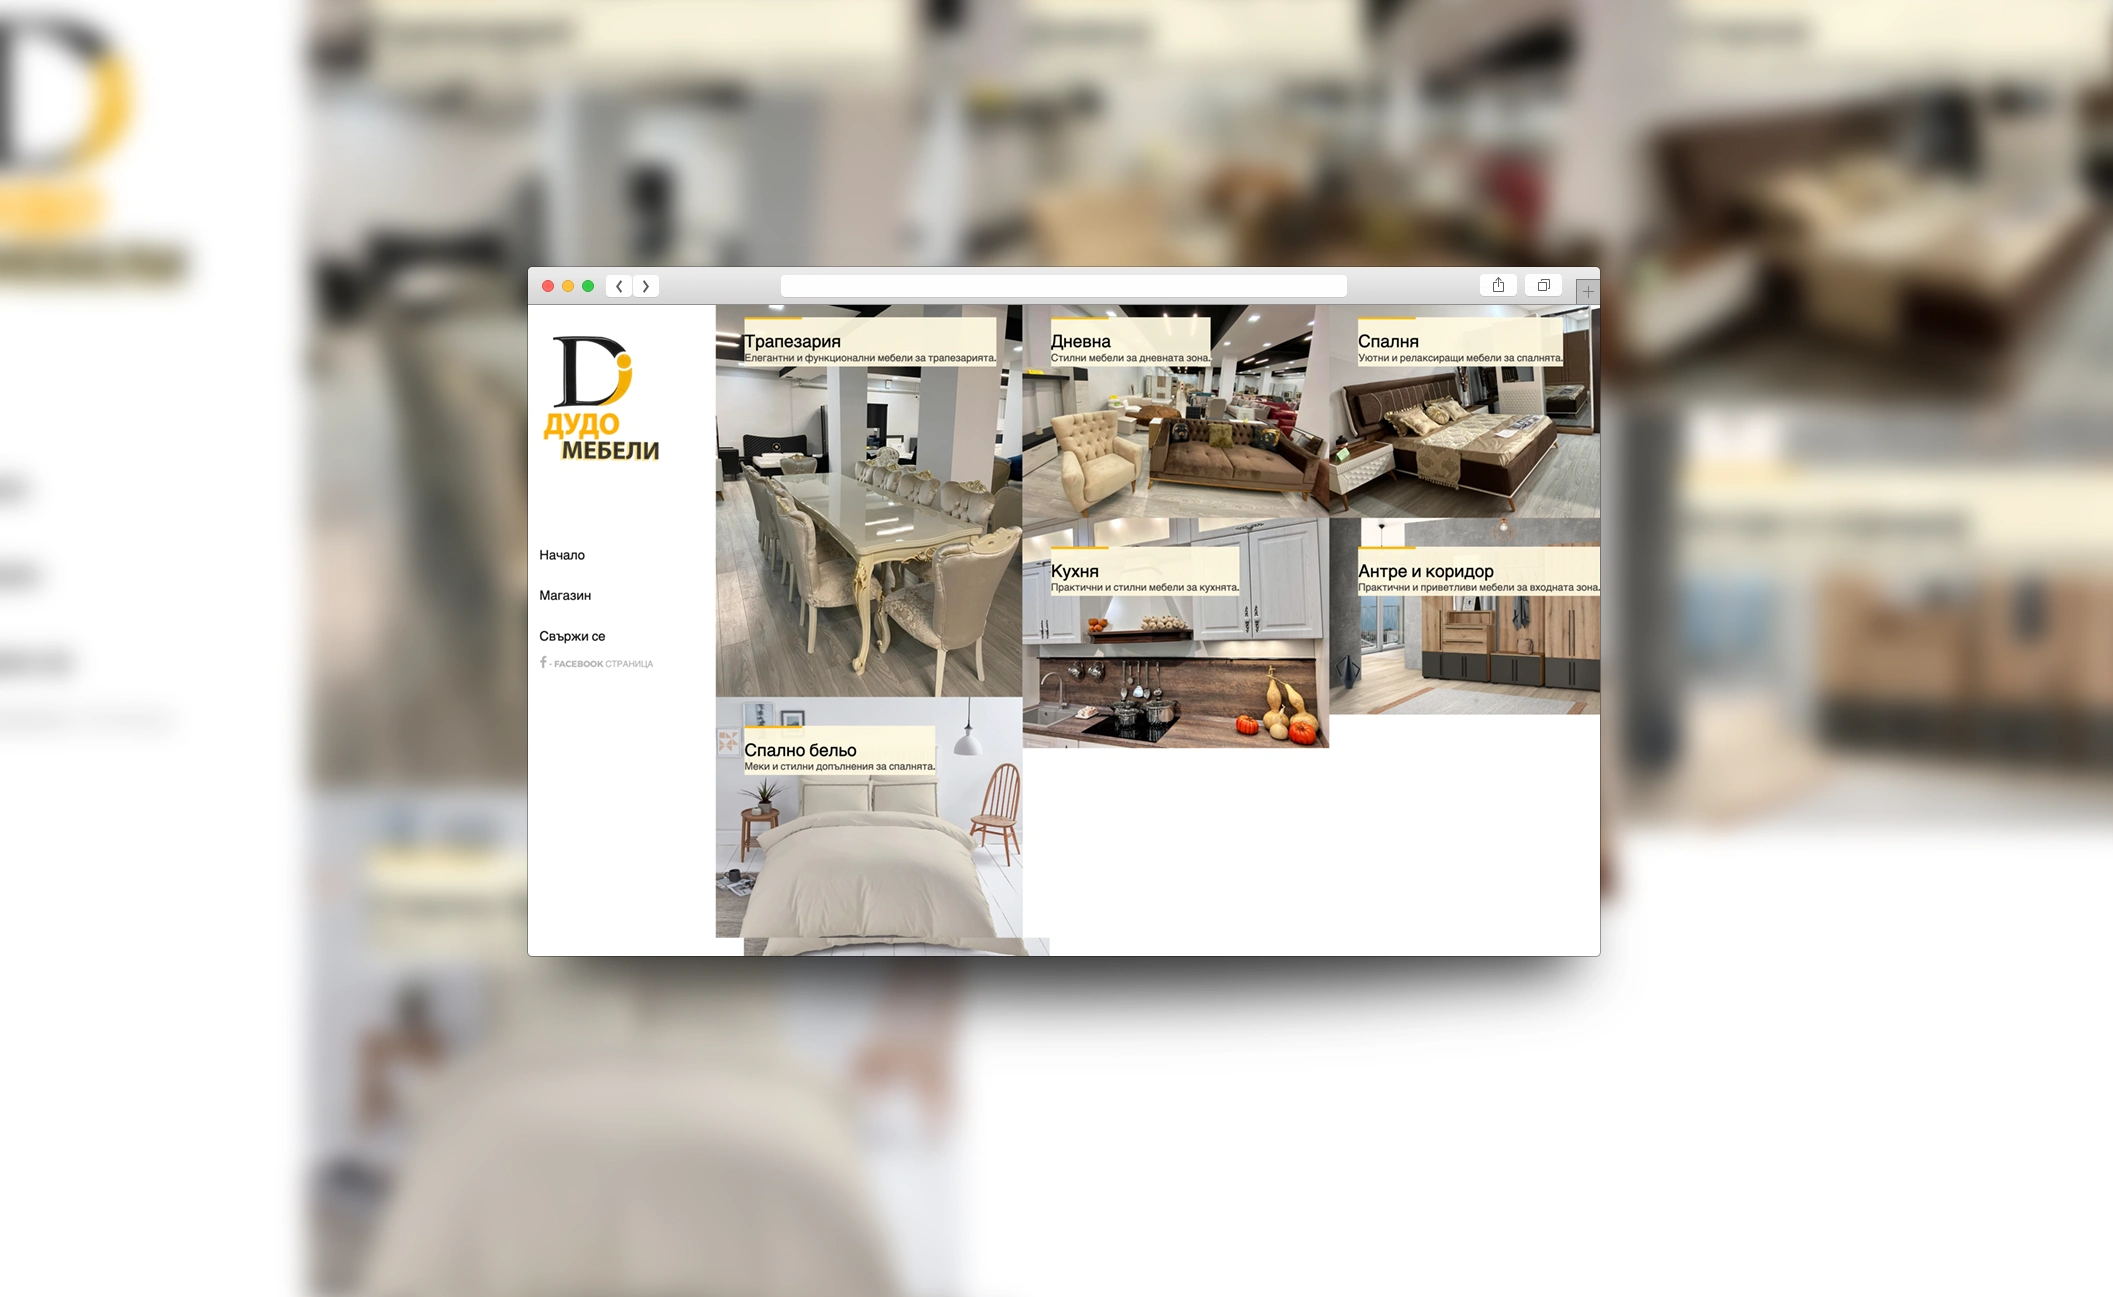 ДУДО
МЕБЕЛИ
Начало
Магазин
Свържи се
- FACEBOOK СТРАНИЦА
Трапезария
Елегантни и функционални мебели за трапезарията.
Дневна
Стилни мебели за дневната зона.
Спалня
Уютни и релаксиращи мебели за спалнята.
Кухня
Практични и стилни мебели за кухнята.
Антре и коридор
Практични и приветливи мебели за входната зона.
Спално бельо
Меки и стилни допълнения за спалнята.